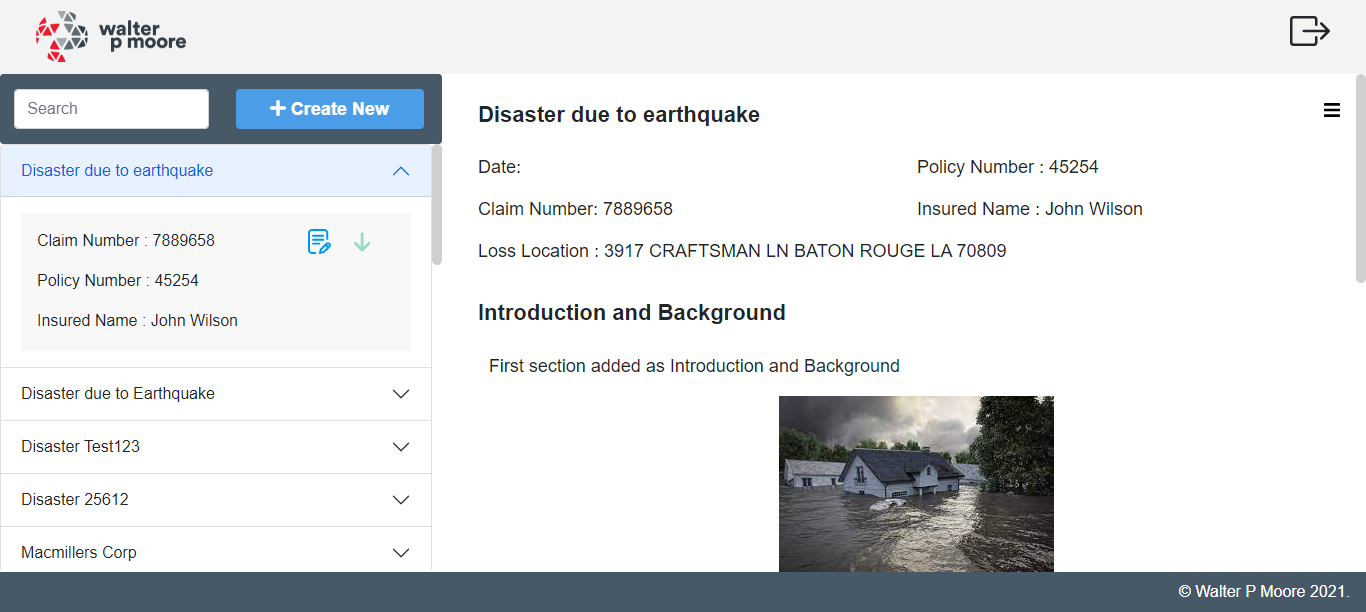 walter
p moore
Search
Create New
Disaster due to earthquake
Claim Number : 7889658
Policy Number : 45254
Insured Name : John Wilson
Disaster due to Earthquake
Disaster Test123
Disaster 25612
Macmillers Corp
Disaster due to earthquake
Date:
Policy Number : 45254
Claim Number: 7889658
Insured Name : John Wilson
Loss Location : 3917 CRAFTSMAN LN BATON ROUGE LA 70809
Introduction and Background
First section added as Introduction and Background
© Walter P Moore 2021.